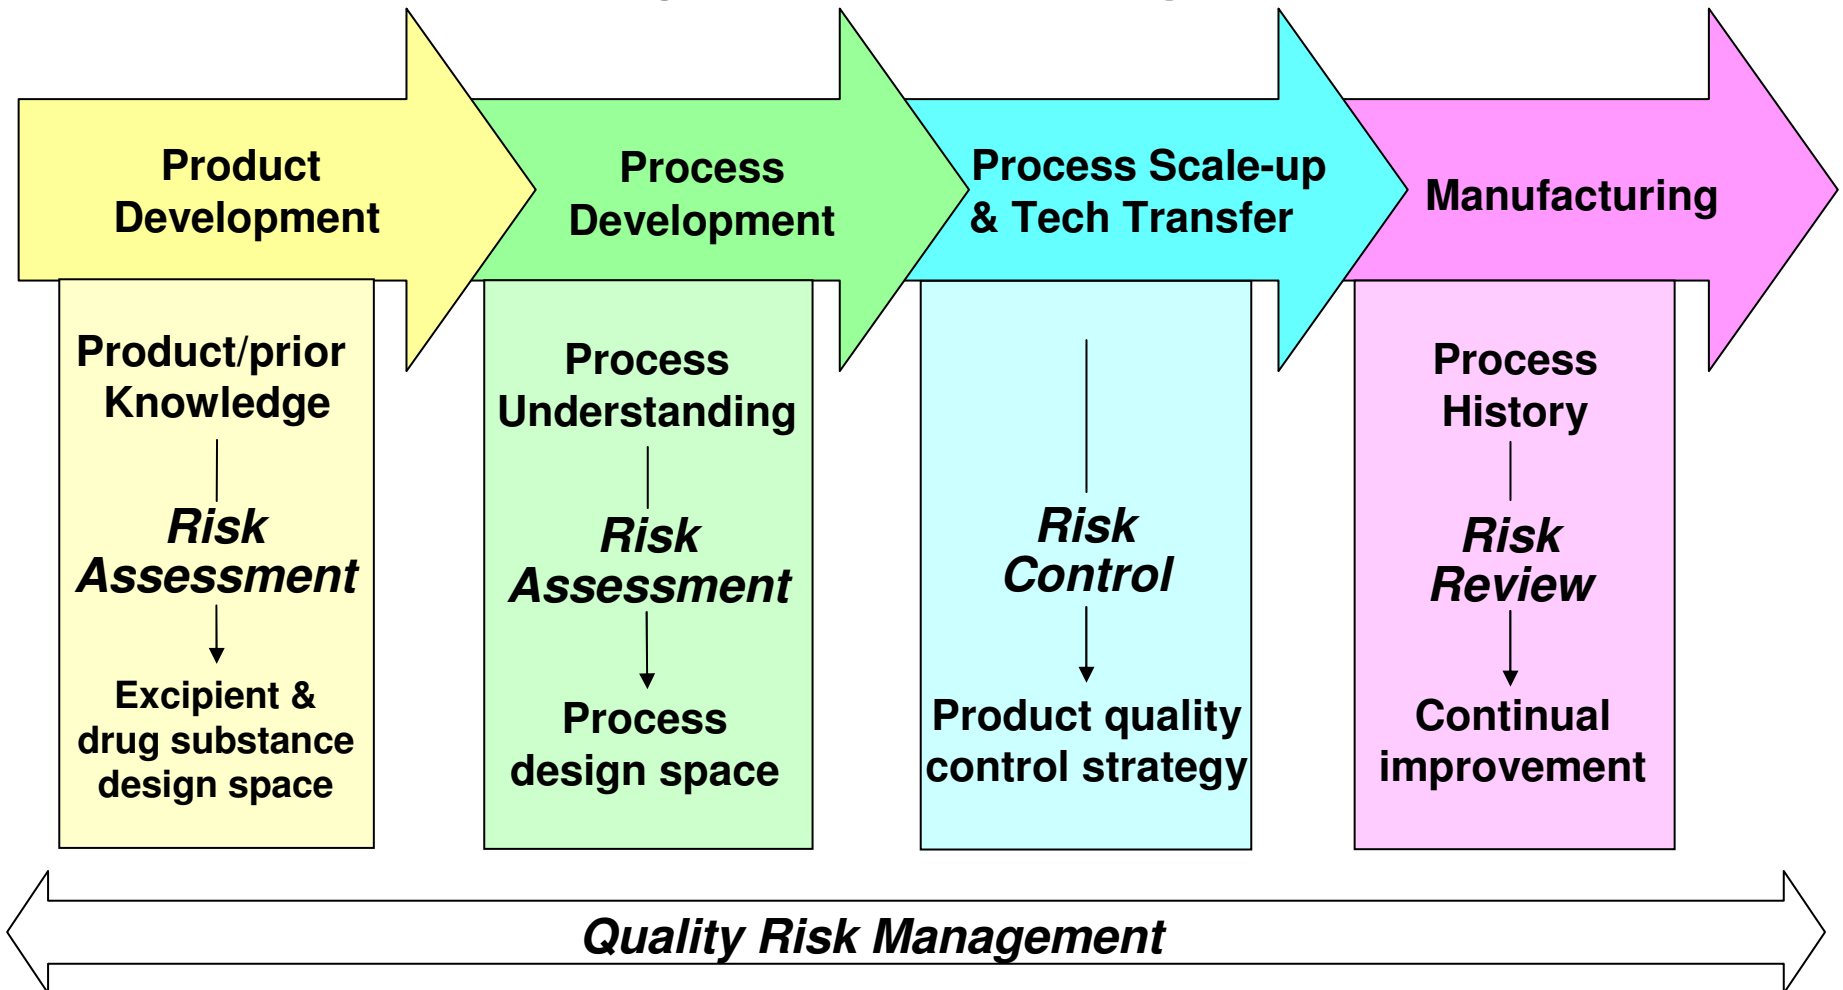 Product
Development
Process
Development
Process Scale-up
& Tech Transfer
Manufacturing
Product/prior
Knowledge
Risk
Assessment
Excipient &
drug substance
design space
Process
Understanding
Risk
Assessment
Process
design space
Risk
Control
Product quality
control strategy
Process
History
Risk
Review
Continual
improvement
Quality Risk Management